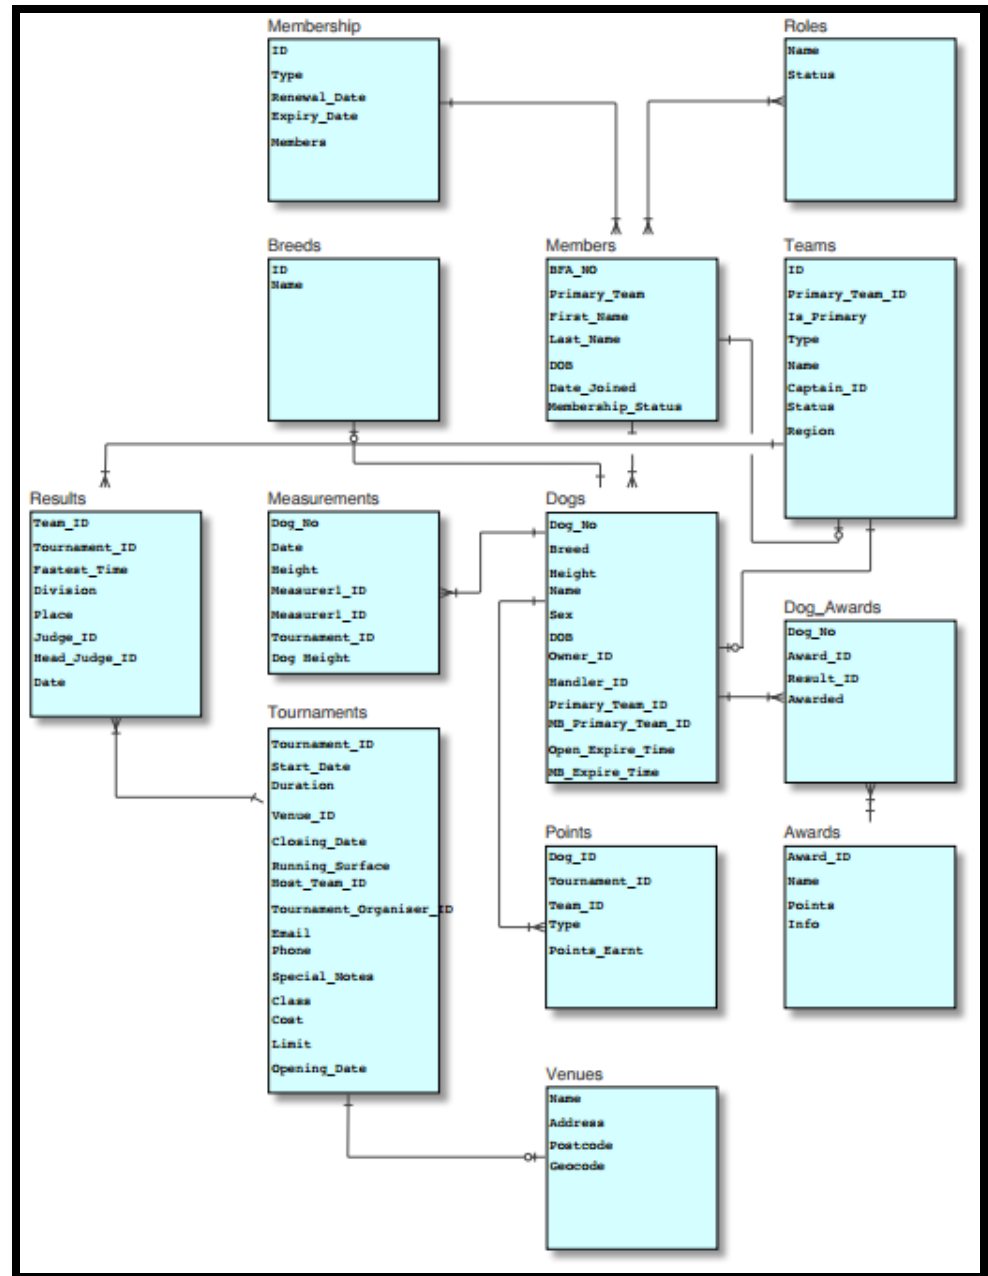 Membership
ID
Type
Renewal_Date
Expiry_Date
Members
Roles
Name
Status
Breeds
ID
Name
Members
BFA_NO
Primary_Team
First_Name
Last_Name
DOB
Date_Joined
Membership_Status
Teams
ID
Primary_Team_ID
Is_Primary
Type
Name
Captain_ID
Status
Region
Results
Team_ID
Tournament_ID
Fastest_Time
Division
Place
Judge_ID
Head_Judge_ID
Date
Measurements
Dog_No
Date
Height
Measurer1_ID
Measurer1_ID
Tournament_ID
Dog Height
Dogs
Dog_No
Breed
Height
Name
Sex
DOB
Owner_ID
Handler_ID
Primary_Team_ID
MB_Primary_Team_ID
Open_Expire_Time
MB_Expire_Time
Dog_Awards
Dog_No
Award_ID
Result_ID
Awarded
Tournaments
Tournament_ID
Start_Date
Duration
Venue_ID
Closing_Date
Running_Surface
Host_Team_ID
Tournament_Organiser_ID
Email
Phone
Special_Notes
Class
Cost
Limit
Opening_Date
Points
Dog_ID
Tournament_ID
Team_ID
Type
Points_Earnt
Awards
Award_ID
Name
Points
Info
Venues
Name
Address
Postcode
Geocode